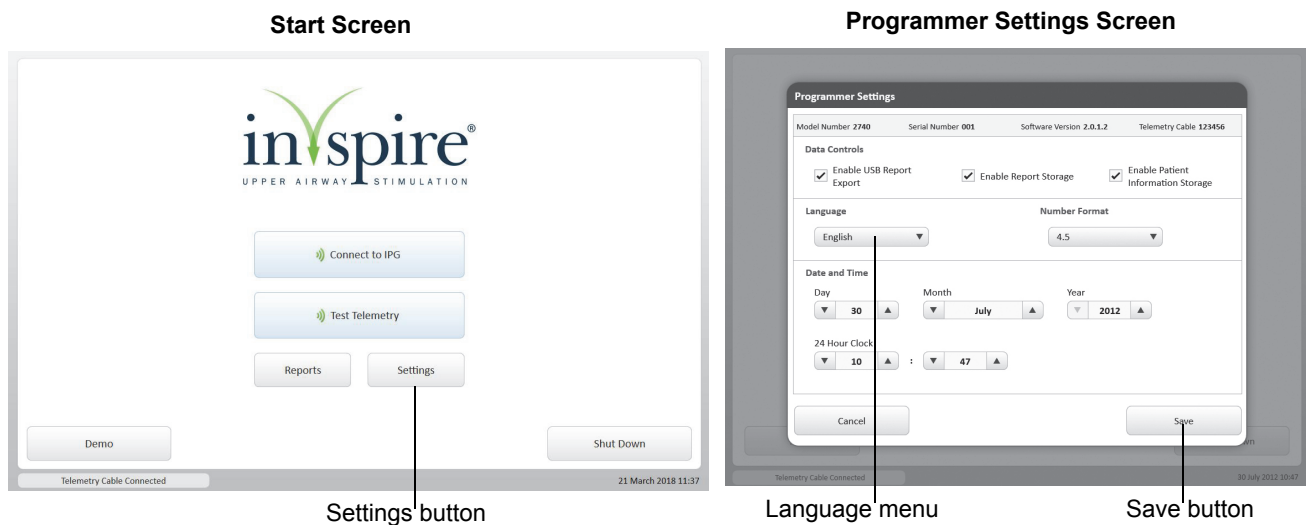 Start Screen
inspire®
UPPER AIRWAY STIMULATION
Connect to IPG
Test Telemetry
Reports Settings
Demo Shut Down
Telemetry Cable Connected 21 March 2018 11:37
Settings button
Programmer Settings Screen
Programmer Settings
Model Number 2740 Serial Number 001 Software Version 2.0.1.2 Telemetry Cable 123456
Data Controls
Enable USB Report
Export
Enable Report Storage
Enable Patient
Information Storage
Language Number Format
English 4.5
Date and Time
Day Month Year
30 July 2012
24 Hour Clock
10 : 47
Cancel Save
wn
Telemetry Cable Connected 30 July 2012 10:47
Language menu Save button